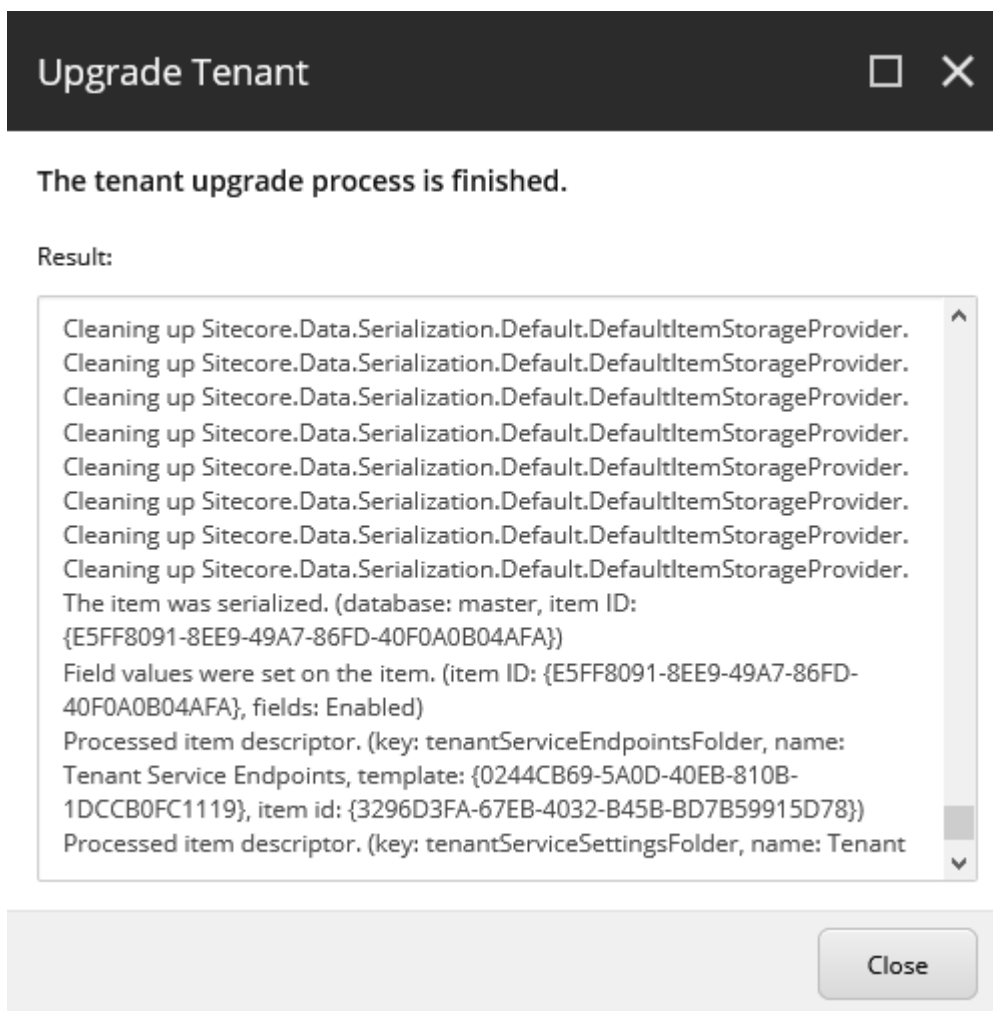 Upgrade Tenant
The tenant upgrade process is finished.
Result:
Cleaning up Sitecore.Data.Serialization.Default.DefaultItemStorageProvider.
Cleaning up Sitecore.Data.Serialization.Default.DefaultItemStorageProvider.
Cleaning up Sitecore.Data.Serialization.Default.DefaultItemStorageProvider.
Cleaning up Sitecore.Data.Serialization.Default.DefaultItemStorageProvider.
Cleaning up Sitecore.Data.Serialization.Default.DefaultItemStorageProvider.
Cleaning up Sitecore.Data.Serialization.Default.DefaultItemStorageProvider.
Cleaning up Sitecore.Data.Serialization.Default.DefaultItemStorageProvider.
Cleaning up Sitecore.Data.Serialization.Default.DefaultItemStorageProvider.
The item was serialized. (database: master, item ID:
{E5FF8091-8EE9-49A7-86FD-40F0A0B04AFA})
Field values were set on the item. (item ID: {E5FF8091-8EE9-49A7-86FD-
40F0A0B04AFA}, fields: Enabled)
Processed item descriptor. (key: tenantServiceEndpointsFolder, name:
Tenant Service Endpoints, template: {0244CB69-5A0D-40EB-810B-
1DCCB0FC1119}, item id: {3296D3FA-67EB-4032-B45B-BD7B59915D78})
Processed item descriptor. (key: tenantServiceSettingsFolder, name: Tenant
Close